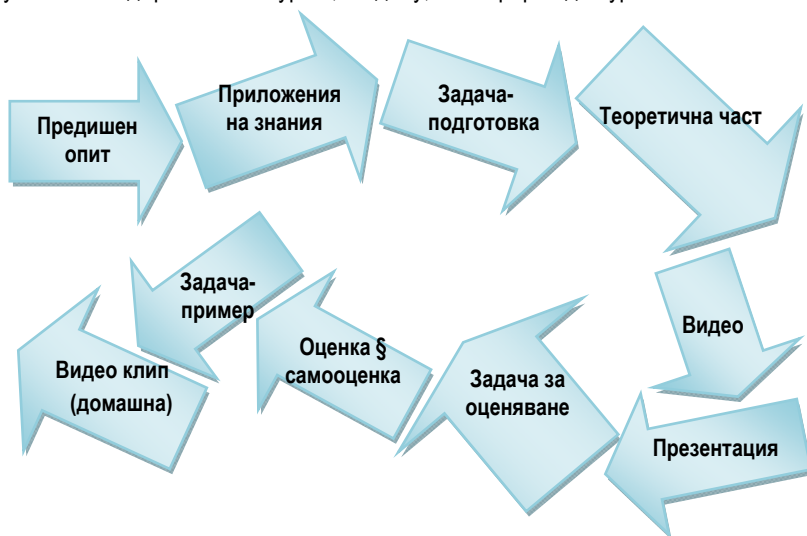 Предишен
опит
Приложения
на знания
Задача-
подготовка
Теоретична част
Видео
Презентация
Задача за
оценяване
Оценка §
самооценка
Задача-
пример
Видео клип
(домашна)